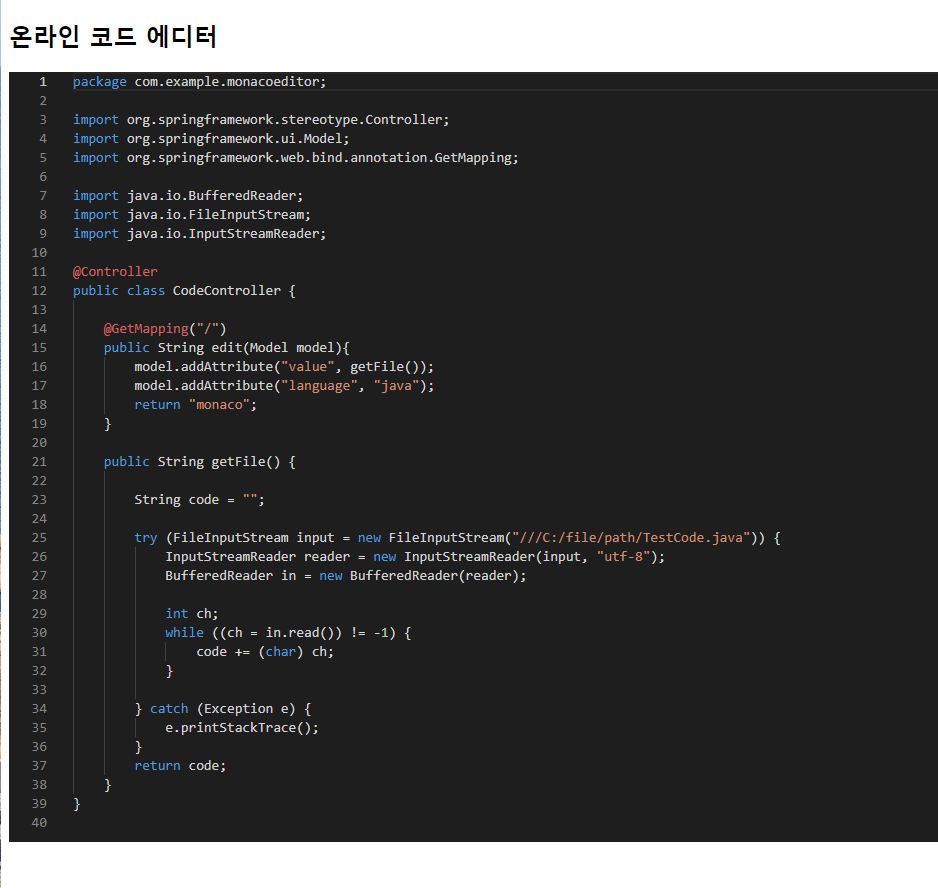 온라인 코드 에디터
1 package com.example.monacoeditor;
2
3 import org.springframework.stereotype.Controller;
4 import org.springframework.ui.Model;
5 import org.springframework.web.bind.annotation.GetMapping;
6
7 import java.io.BufferedReader;
8 import java.io.FileInputStream;
9 import java.io.InputStreamReader;
10
11 @Controller
12 public class CodeController {
13
14     @GetMapping("/")
15     public String edit(Model model){
16         model.addAttribute("value", getFile());
17         model.addAttribute("language", "java");
18         return "monaco";
19     }
20
21     public String getFile() {
22
23         String code = "";
24
25         try (FileInputStream input = new FileInputStream("///C:/file/path/TestCode.java")) {
26             InputStreamReader reader = new InputStreamReader(input, "utf-8");
27             BufferedReader in = new BufferedReader(reader);
28
29             int ch;
30             while ((ch = in.read()) != -1) {
31                 code += (char) ch;
32             }
33
34         } catch (Exception e) {
35             e.printStackTrace();
36         }
37         return code;
38     }
39 }
40